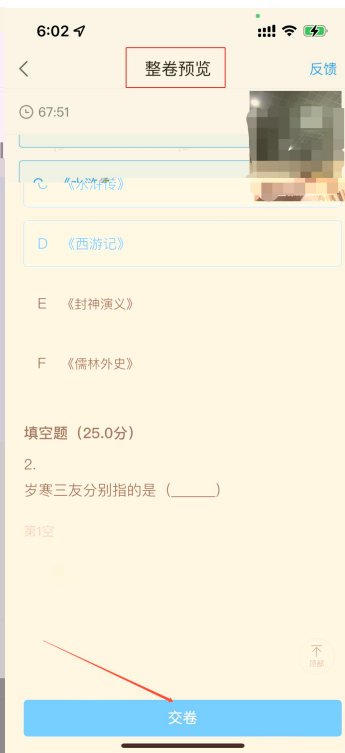 6:02
整卷预览
反馈
67:51
C 《水浒传》
D 《西游记》
E 《封神演义》
F 《儒林外史》
填空题（25.0分）
2.
岁寒三友分别指的是（______）
第1空
顶部
交卷